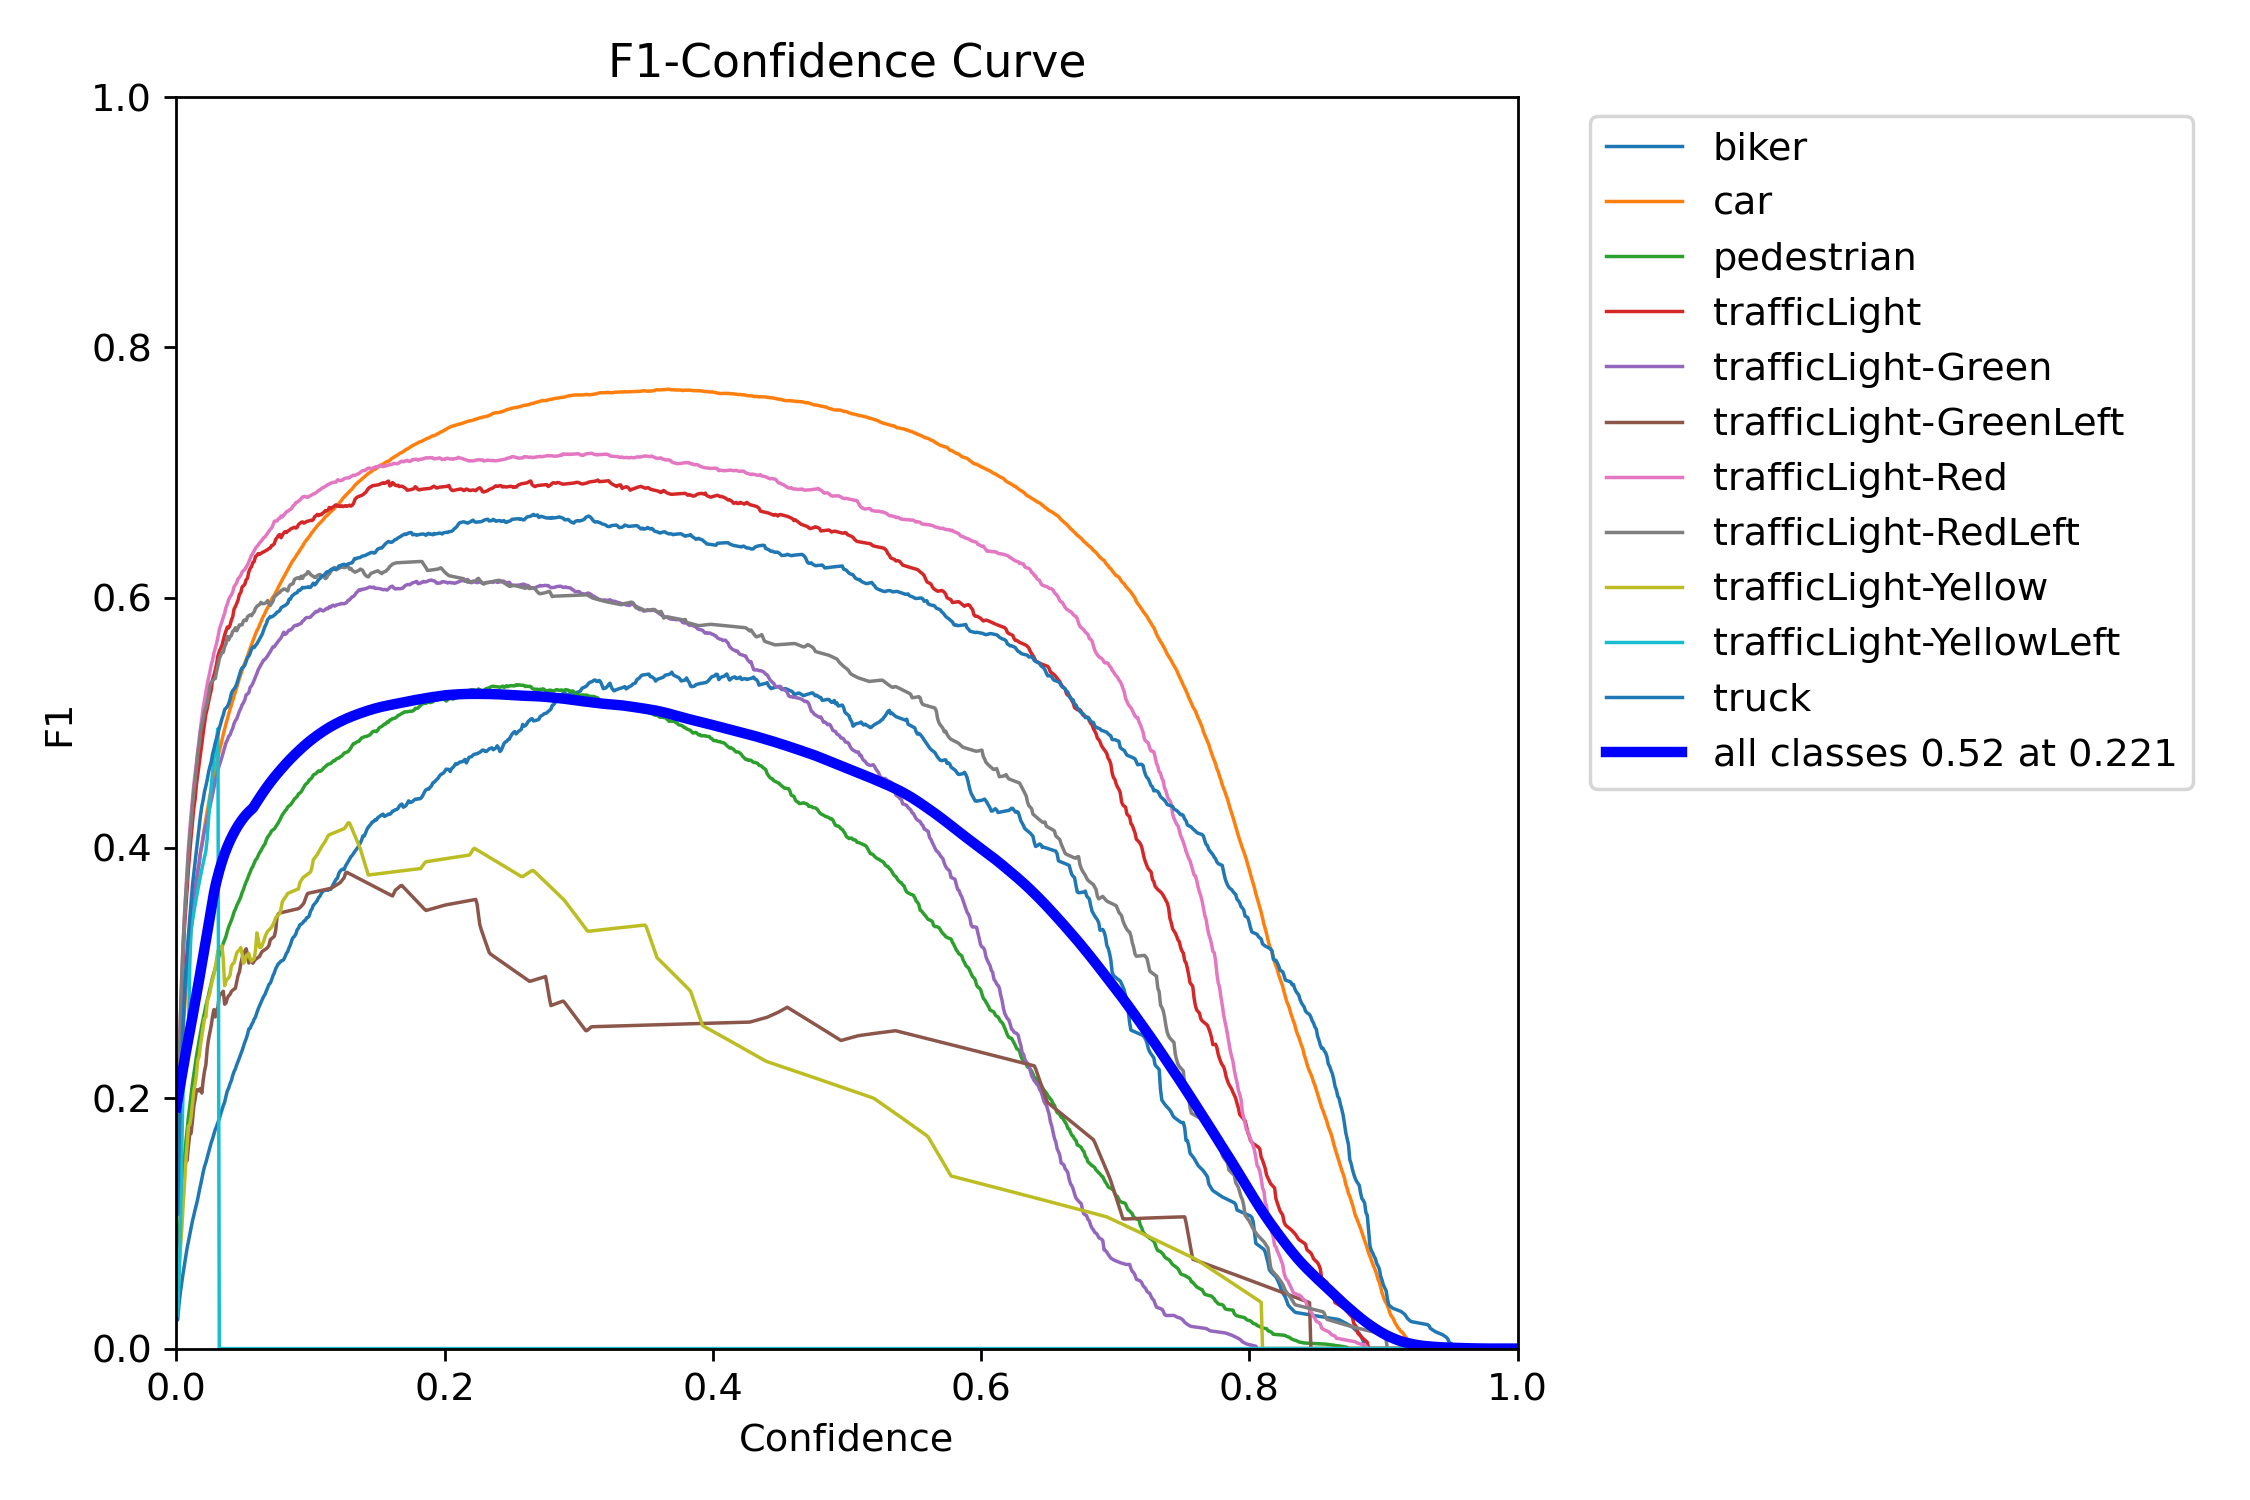 F1-Confidence Curve
1.0
0.8
0.6
0.4
0.2
0.0
F1
0.0 0.2 0.4 0.6 0.8 1.0
Confidence
biker
car
pedestrian
trafficLight
trafficLight-Green
trafficLight-GreenLeft
trafficLight-Red
trafficLight-RedLeft
trafficLight-Yellow
trafficLight-YellowLeft
truck
all classes 0.52 at 0.221